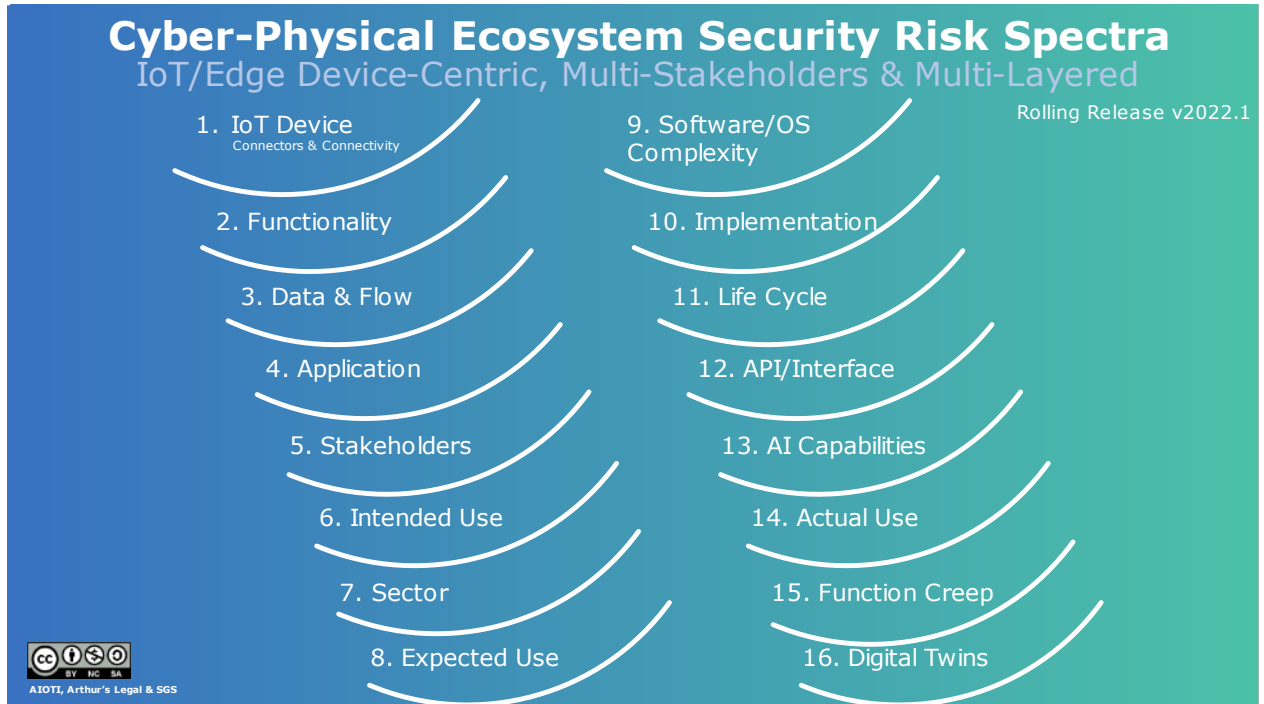 Cyber-Physical Ecosystem Security Risk Spectra
IoT/Edge Device-Centric, Multi-Stakeholders & Multi-Layered
Rolling Release v2022.1
1. IoT Device
Connectors & Connectivity
2. Functionality
3. Data & Flow
4. Application
5. Stakeholders
6. Intended Use
7. Sector
8. Expected Use
9. Software/OS
Complexity
10. Implementation
11. Life Cycle
12. API/Interface
13. AI Capabilities
14. Actual Use
15. Function Creep
16. Digital Twins
cc
BY NC SA
AIOTI, Arthur's Legal & SGS